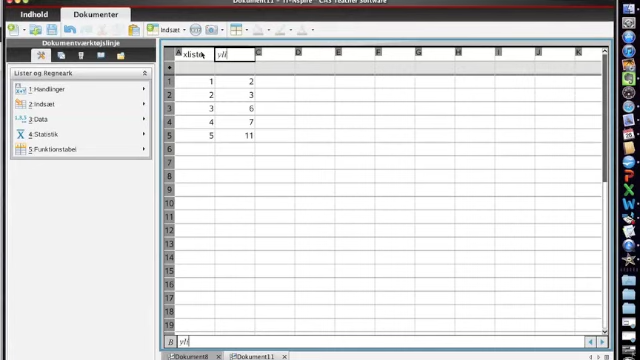 Dokument11 - TI-Nspire CAS Teacher Software
Indhold Dokumenter
Indsæt
Dokumentværktøjslinje
Lister og Regneark
1 Handlinger
2 Indsæt
3 Data
4 Statistik
5 Funktionstabel
A xliste yli C D E F G H I J K
1 1 2
2 2 3
3 3 6
4 4 7
5 5 11
6
7
8
9
10
11
12
13
14
15
16
17
18
19
B yli
Dokument8 Dokument11